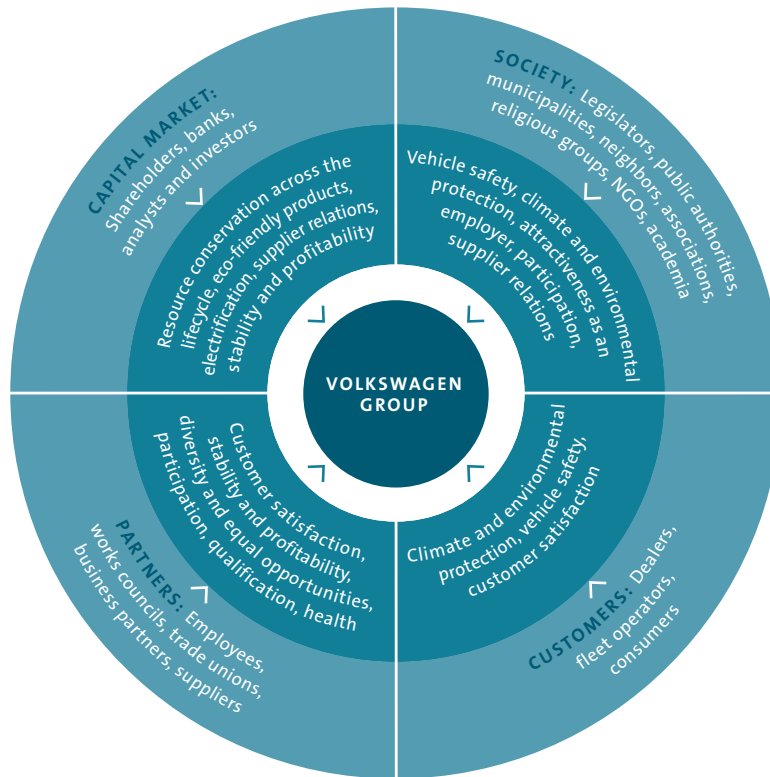 CAPITAL MARKET:
Shareholders, banks,
analysts and investors
Resource conservation across the
lifecycle, eco-friendly products,
electrification, supplier relations,
stability and profitability
SOCIETY: Legislators, public authorities,
municipalities, neighbors, associations,
religious groups, NGOs, academia
Vehicle safety, climate and environmental
protection, attractiveness as an
employer, participation,
supplier relations
VOLKSWAGEN
GROUP
Customer satisfaction,
stability and profitability,
diversity and equal opportunities,
participation, qualification, health
PARTNERS: Employees,
works councils, trade unions,
business partners, suppliers
Climate and environmental
protection, vehicle safety,
customer satisfaction
CUSTOMERS: Dealers,
fleet operators,
consumers